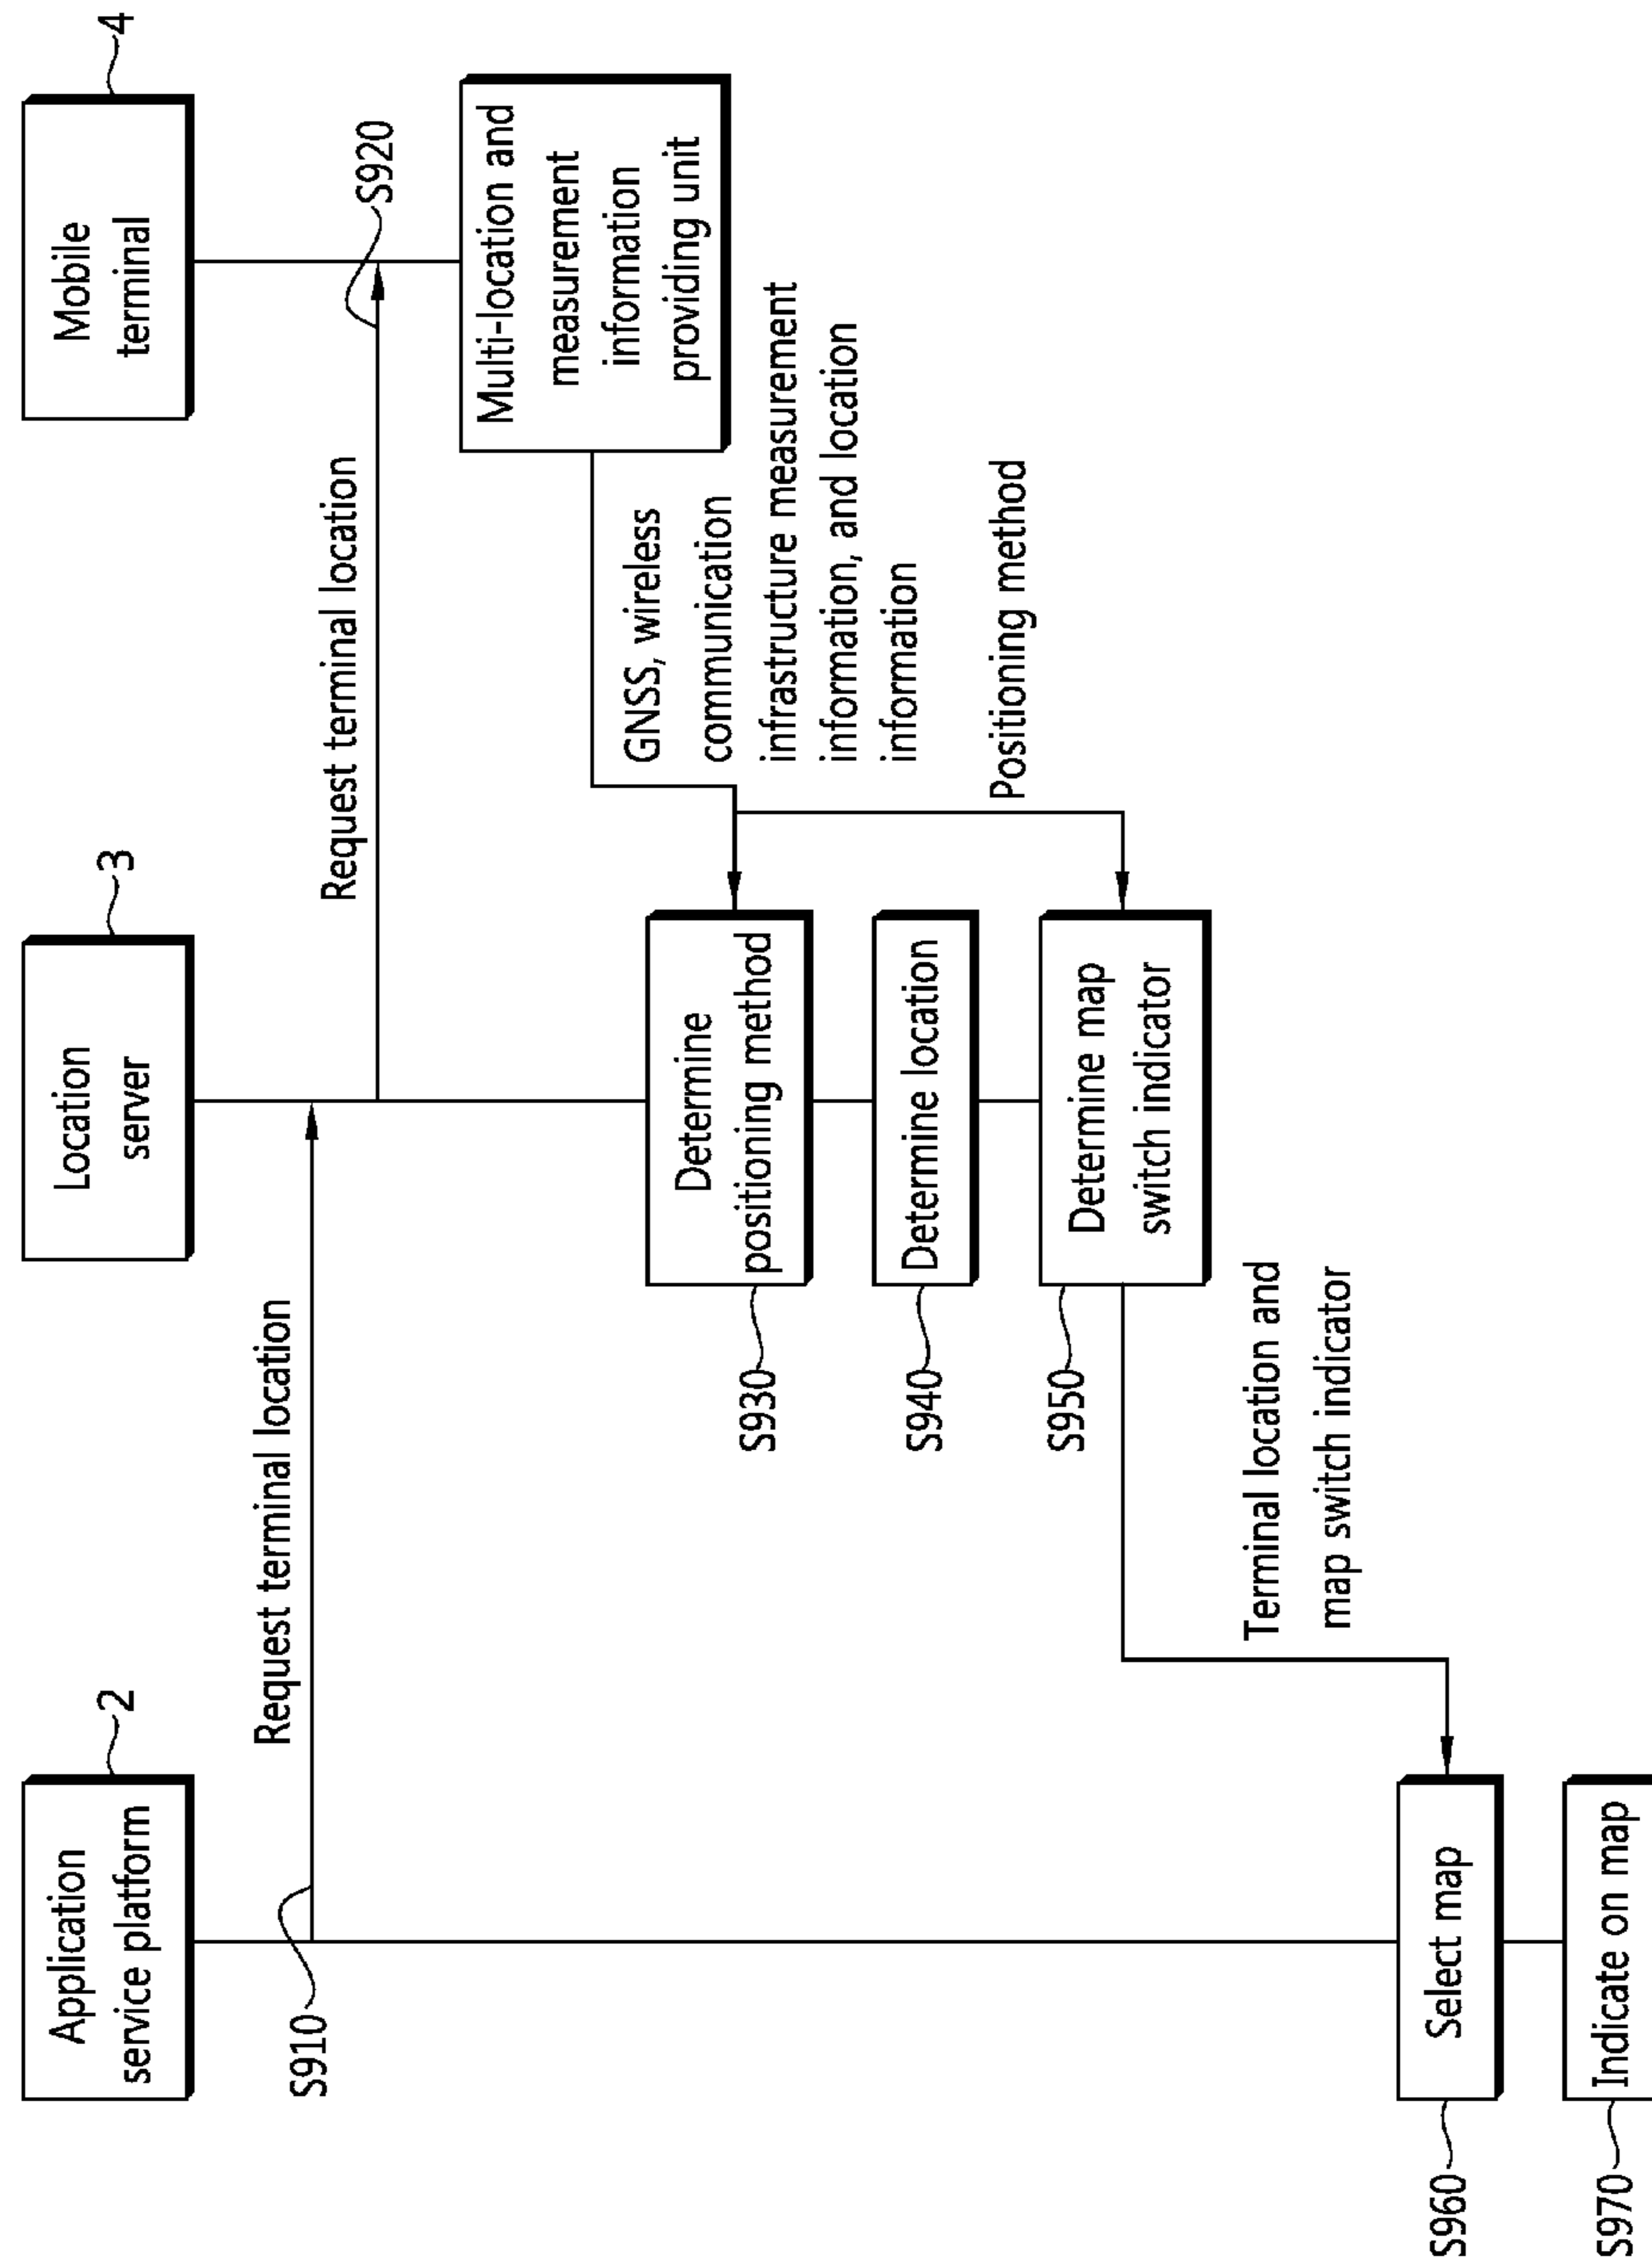 Application
service platform
2
Location
server
3
Mobile
terminal
4
Request terminal location
S910
Request terminal location
S920
Multi-location and
measurement
information
providing unit
GNSS, wireless
communication
infrastructure measurement
information, and location
information
Positioning method
Determine
positioning method
S930
Determine location
S940
Determine map
switch indicator
S950
Terminal location and
map switch indicator
Select map
S960
Indicate on map
S970